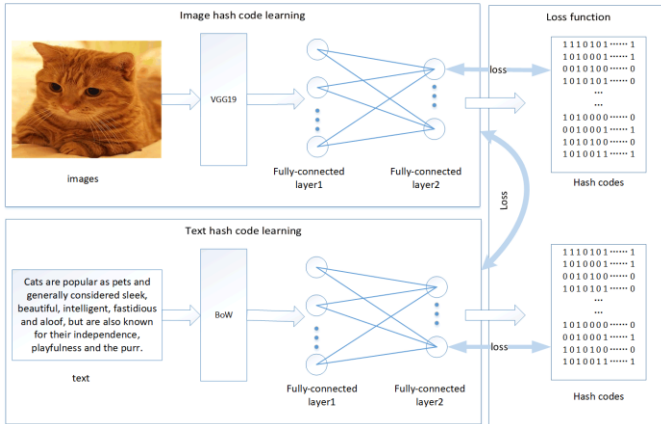 Image hash code learning
Loss function
VGG19
images
Fully-connected
layer1
Fully-connected
layer2
loss
1110101······1
1010001······1
0010100······0
1010101······0
...
...
1010000······0
0010001······1
1010100······0
1010011······1
Hash codes
Loss
Text hash code learning
Cats are popular as pets and
generally considered sleek,
beautiful, intelligent, fastidious
and aloof, but are also known
for their independence,
playfulness and the purr.
text
BoW
Fully-connected
layer1
Fully-connected
layer2
loss
1110101······1
1010001······1
0010100······0
1010101······0
...
...
1010000······0
0010001······1
1010100······0
1010011······1
Hash codes